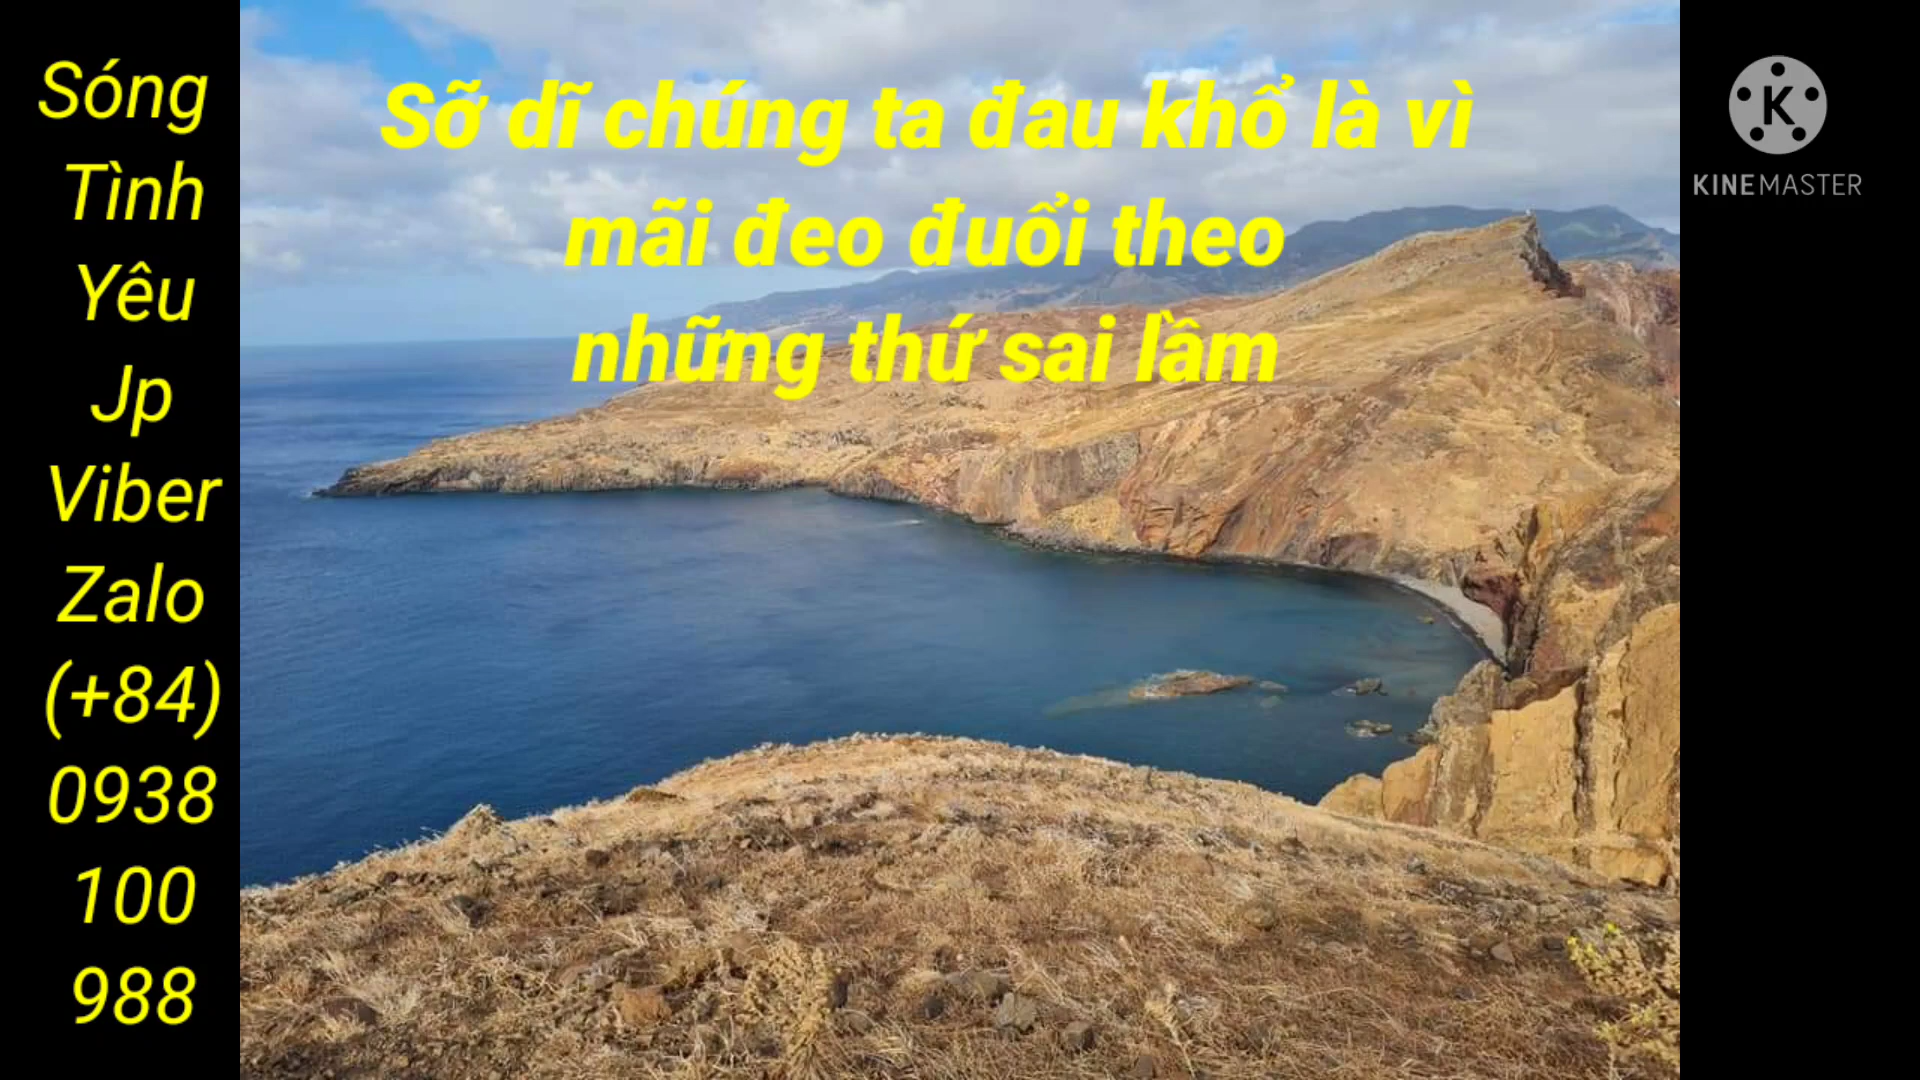 Sóng
Tình
Yêu
Jp
Viber
Zalo
(+84)
0938
100
988
Sỡ dĩ chúng ta đau khổ là vì
mãi đeo đuổi theo
những thứ sai lầm
KINEMASTER